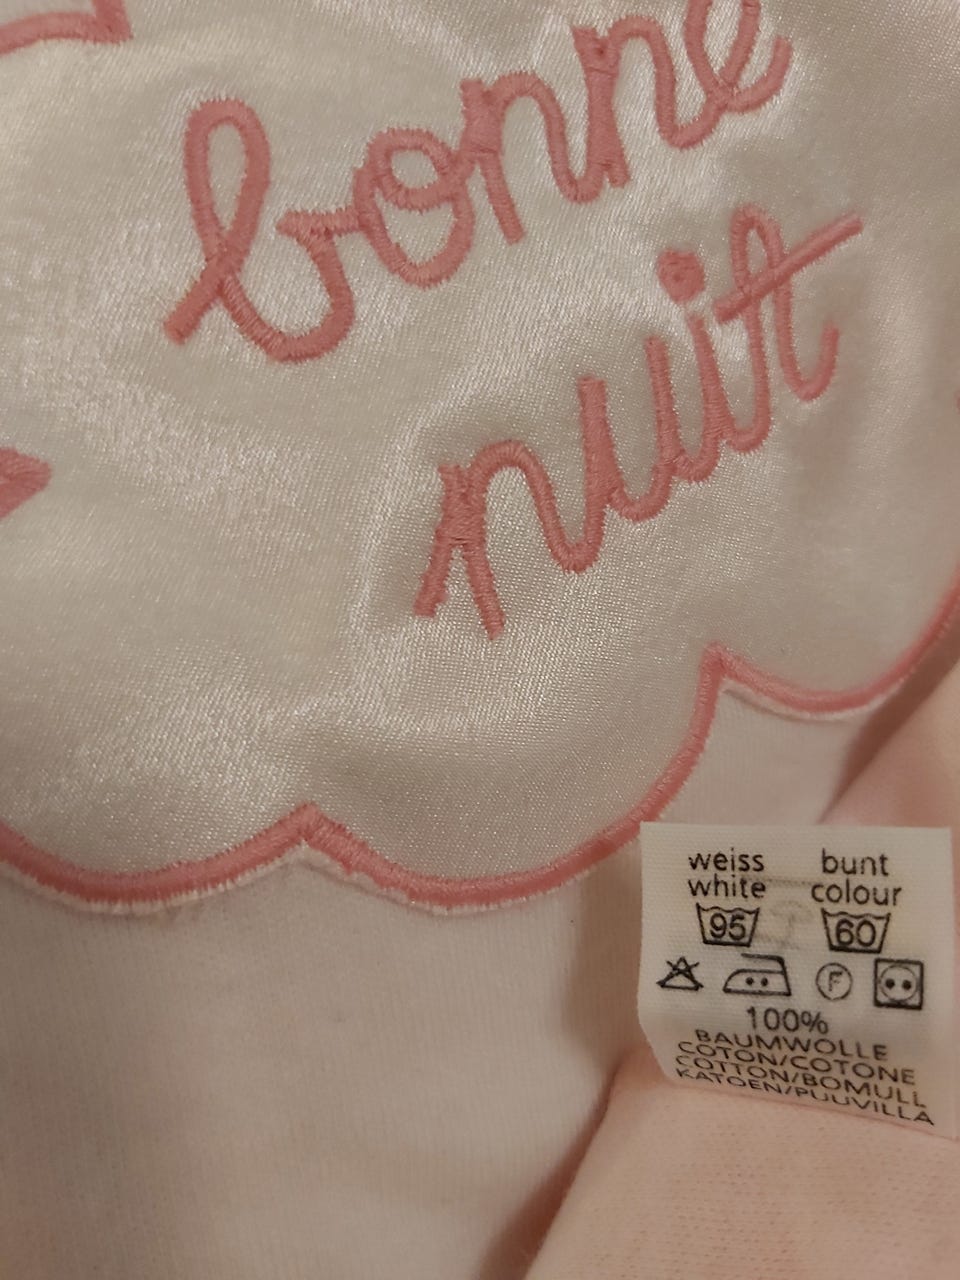 bonne
nuit
weiss bunt
white colour
95 60
F
100%
BAUMWOLLE
COTON/COTONE
COTTON/BOMULL
KATOEN/PUUVILLA